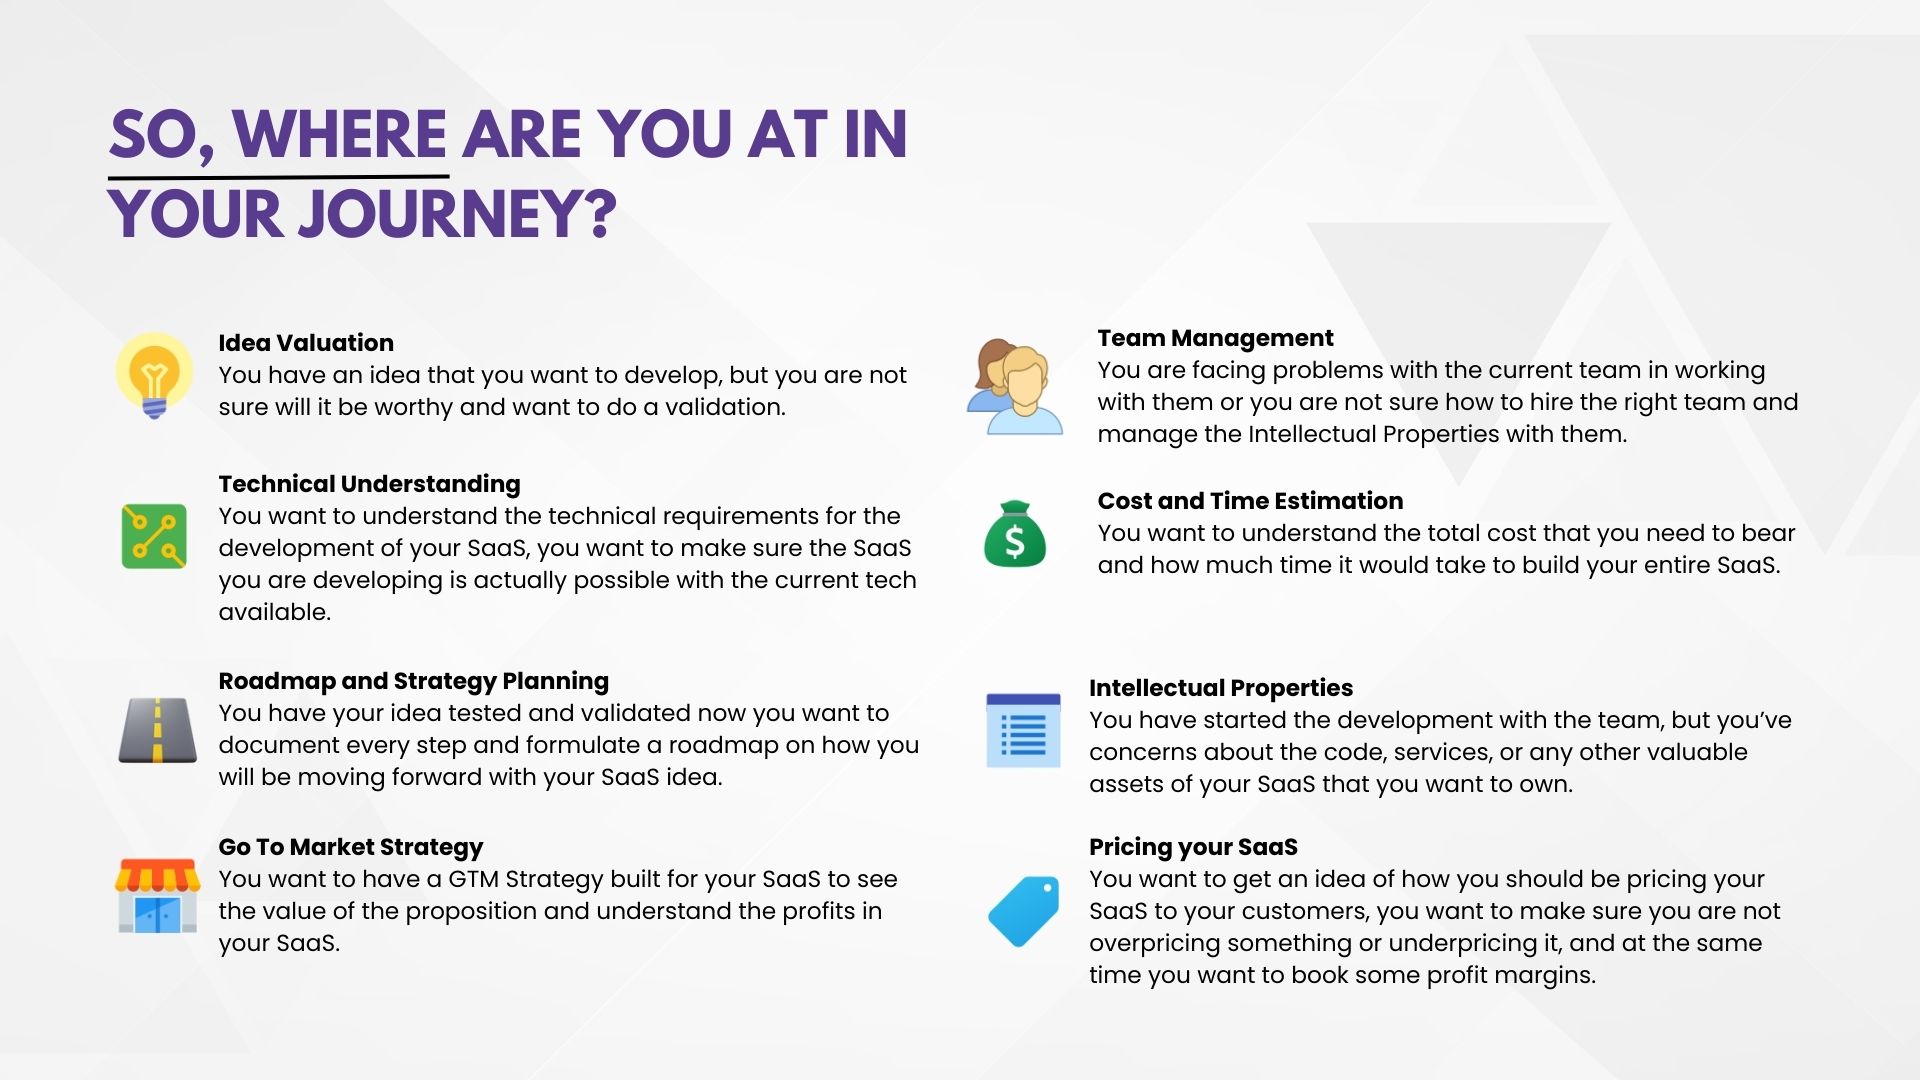 SO, WHERE ARE YOU AT IN
YOUR JOURNEY?
Idea Valuation
You have an idea that you want to develop, but you are not
sure will it be worthy and want to do a validation.
Technical Understanding
You want to understand the technical requirements for the
development of your SaaS, you want to make sure the SaaS
you are developing is actually possible with the current tech
available.
Roadmap and Strategy Planning
You have your idea tested and validated now you want to
document every step and formulate a roadmap on how you
will be moving forward with your SaaS idea.
Go To Market Strategy
You want to have a GTM Strategy built for your SaaS to see
the value of the proposition and understand the profits in
your SaaS.
Team Management
You are facing problems with the current team in working
with them or you are not sure how to hire the right team and
manage the Intellectual Properties with them.
$
Cost and Time Estimation
You want to understand the total cost that you need to bear
and how much time it would take to build your entire SaaS.
Intellectual Properties
You have started the development with the team, but you’ve
concerns about the code, services, or any other valuable
assets of your SaaS that you want to own.
Pricing your SaaS
You want to get an idea of how you should be pricing your
SaaS to your customers, you want to make sure you are not
overpricing something or underpricing it, and at the same
time you want to book some profit margins.